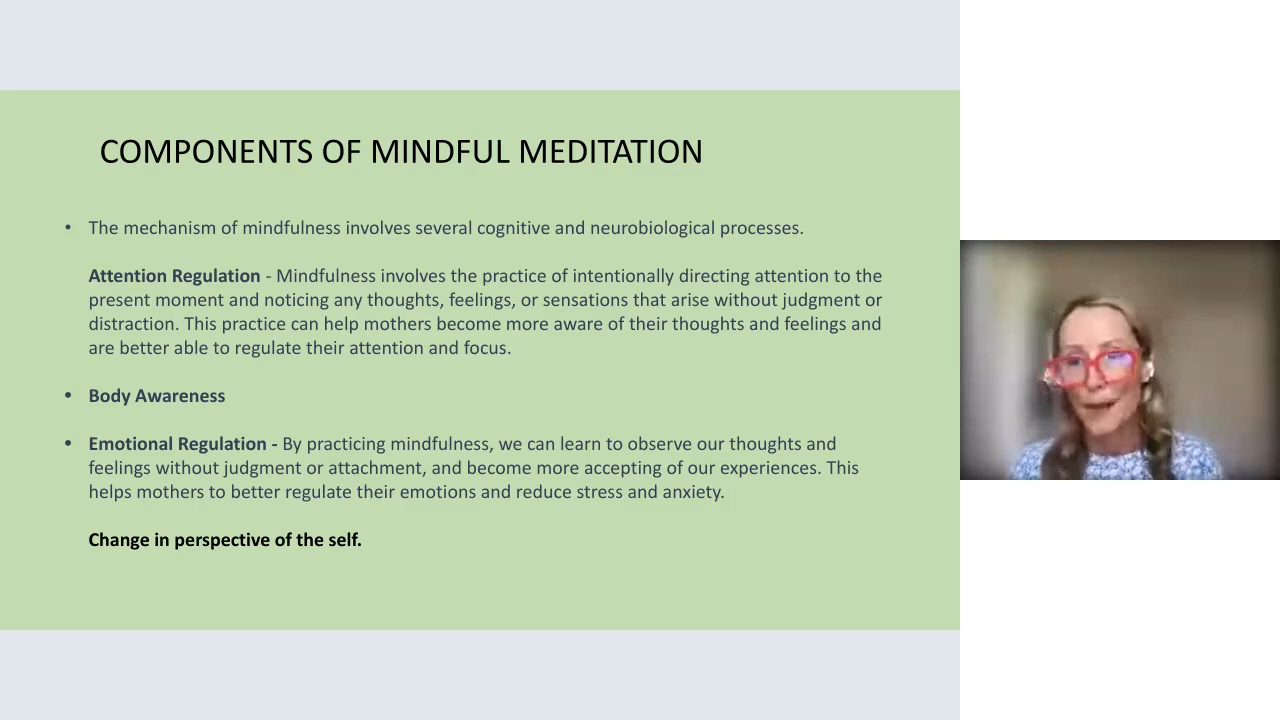 COMPONENTS OF MINDFUL MEDITATION
• The mechanism of mindfulness involves several cognitive and neurobiological processes.
Attention Regulation - Mindfulness involves the practice of intentionally directing attention to the
present moment and noticing any thoughts, feelings, or sensations that arise without judgment or
distraction. This practice can help mothers become more aware of their thoughts and feelings and
are better able to regulate their attention and focus.
• Body Awareness
• Emotional Regulation - By practicing mindfulness, we can learn to observe our thoughts and
feelings without judgment or attachment, and become more accepting of our experiences. This
helps mothers to better regulate their emotions and reduce stress and anxiety.
Change in perspective of the self.